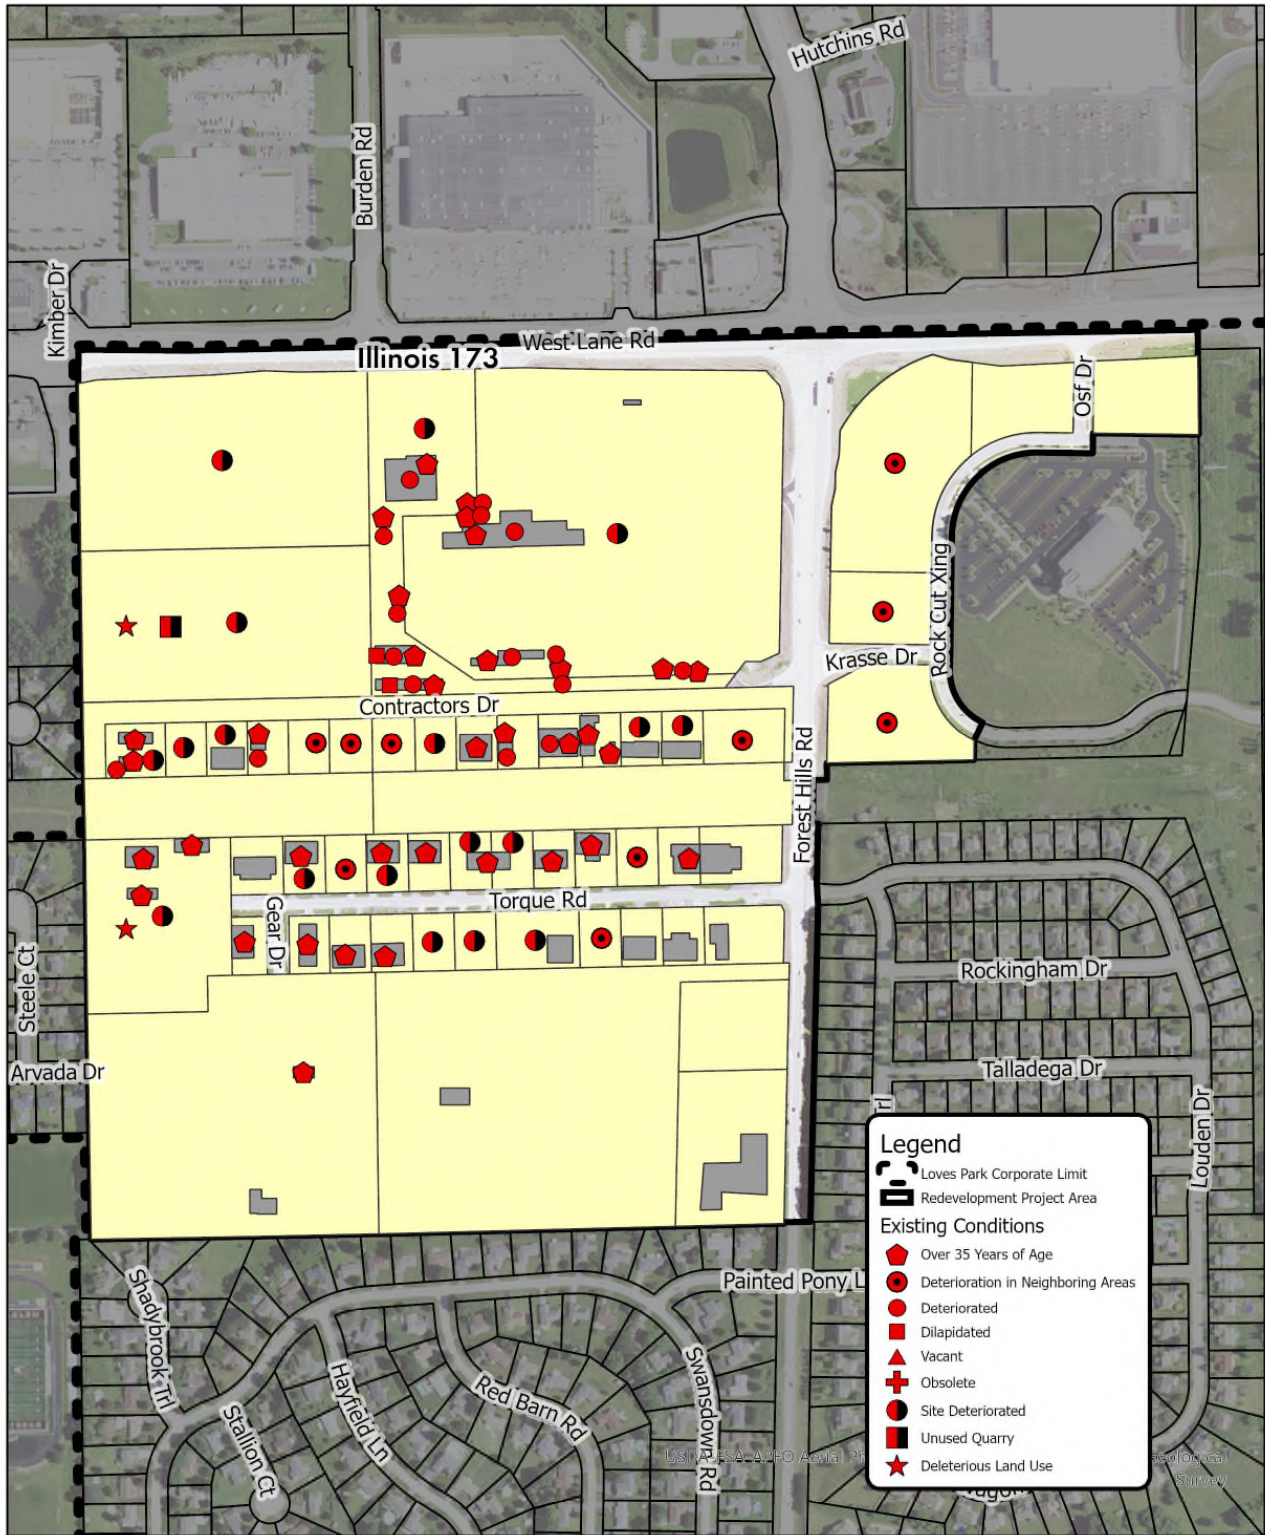 Hutchins Rd
Burden Rd
Kimber Dr
West Lane Rd
Illinois 173
Osf Dr
Rock Cut Xing
Krasse Dr
Contractors Dr
Forest Hills Rd
Torque Rd
Gear Dr
Steele Ct
Rockingham Dr
Arvada Dr
Talladega Dr
Louden Dr
Trl
Legend
Loves Park Corporate Limit
Redevelopment Project Area
Existing Conditions
Over 35 Years of Age
Deterioration in Neighboring Areas
Deteriorated
Dilapidated
Vacant
Obsolete
Site Deteriorated
Unused Quarry
Deleterious Land Use
Painted Pony L
Shadybrook Trl
Hayfield Ln
Stallion Ct
Red Barn Rd
Swansdown Rd
Survey